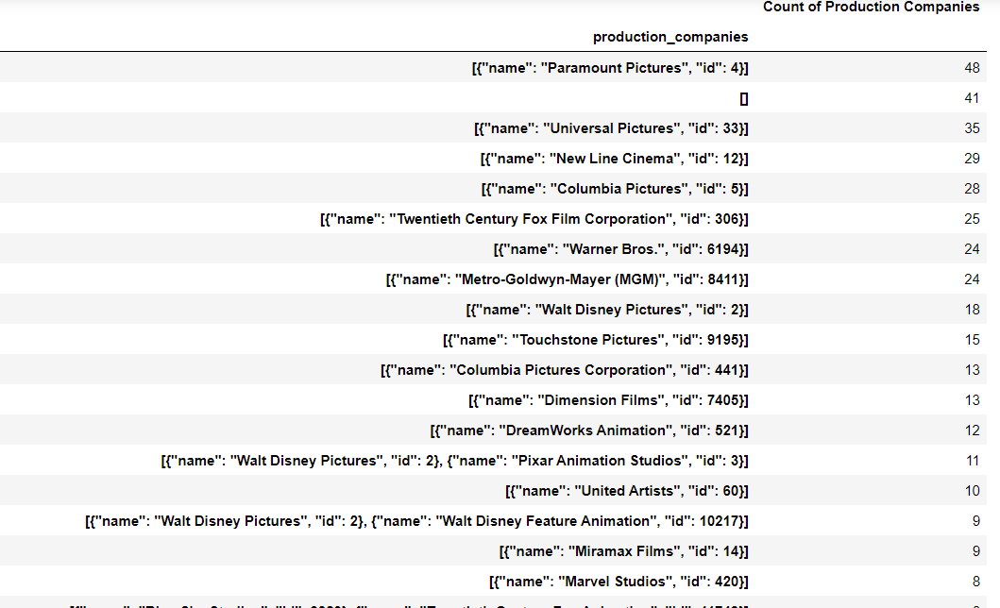 Count of Production Companies
production_companies
[{"name": "Paramount Pictures", "id": 4}] 48
[] 41
[{"name": "Universal Pictures", "id": 33}] 35
[{"name": "New Line Cinema", "id": 12}] 29
[{"name": "Columbia Pictures", "id": 5}] 28
[{"name": "Twentieth Century Fox Film Corporation", "id": 306}] 25
[{"name": "Warner Bros.", "id": 6194}] 24
[{"name": "Metro-Goldwyn-Mayer (MGM)", "id": 8411}] 24
[{"name": "Walt Disney Pictures", "id": 2}] 18
[{"name": "Touchstone Pictures", "id": 9195}] 15
[{"name": "Columbia Pictures Corporation", "id": 441}] 13
[{"name": "Dimension Films", "id": 7405}] 13
[{"name": "DreamWorks Animation", "id": 521}] 12
[{"name": "Walt Disney Pictures", "id": 2}, {"name": "Pixar Animation Studios", "id": 3}] 11
[{"name": "United Artists", "id": 60}] 10
[{"name": "Walt Disney Pictures", "id": 2}, {"name": "Walt Disney Feature Animation", "id": 10217}] 9
[{"name": "Miramax Films", "id": 14}] 9
[{"name": "Marvel Studios", "id": 420}] 8